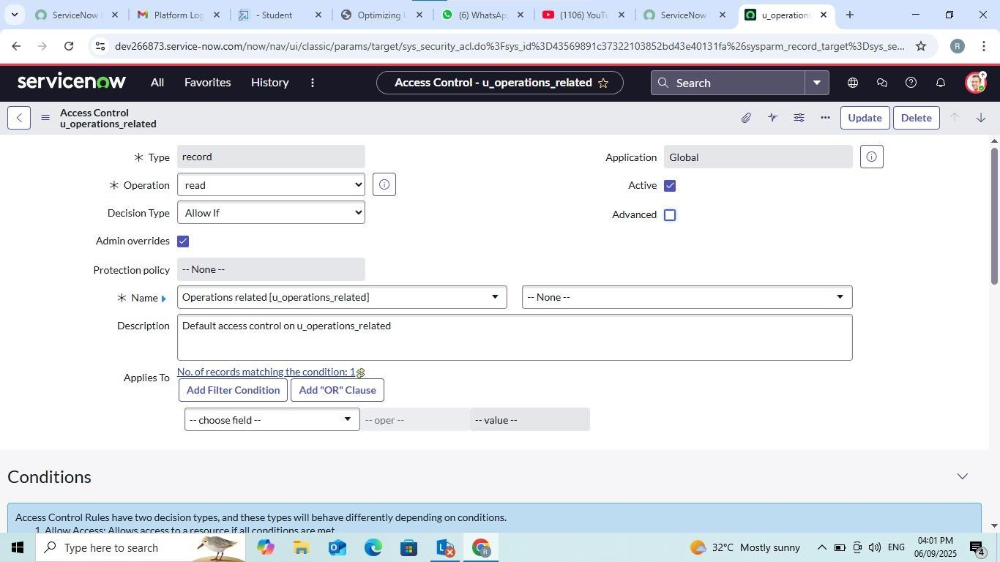 ServiceNow
Platform Log
- Student
Optimizing
(6) WhatsAp
(1106) YouTu
ServiceNow
u_operations
dev266873.service-now.com/now/nav/ui/classic/params/target/sys_security_acl.do%3Fsys_id%3D43569891c37322103852bd43e40131fa%26sysparm_record_target%3Dsys_se...
R
servicenow
All
Favorites
History
Access Control - u_operations_related
Search
Access Control
u_operations_related
Update
Delete
Type
record
Application
Global
Operation
read
Active
Decision Type
Allow If
Advanced
Admin overrides
Protection policy
-- None --
Name
Operations related [u_operations_related]
-- None --
Description
Default access control on u_operations_related
Applies To
No. of records matching the condition: 1
Add Filter Condition
Add "OR" Clause
-- choose field --
-- oper --
-- value --
Conditions
Access Control Rules have two decision types, and these types will behave differently depending on conditions.
1. Allow Access: Allows access to a resource if all conditions are met
Type here to search
32°C Mostly sunny
ENG
04:01 PM
06/09/2025
4